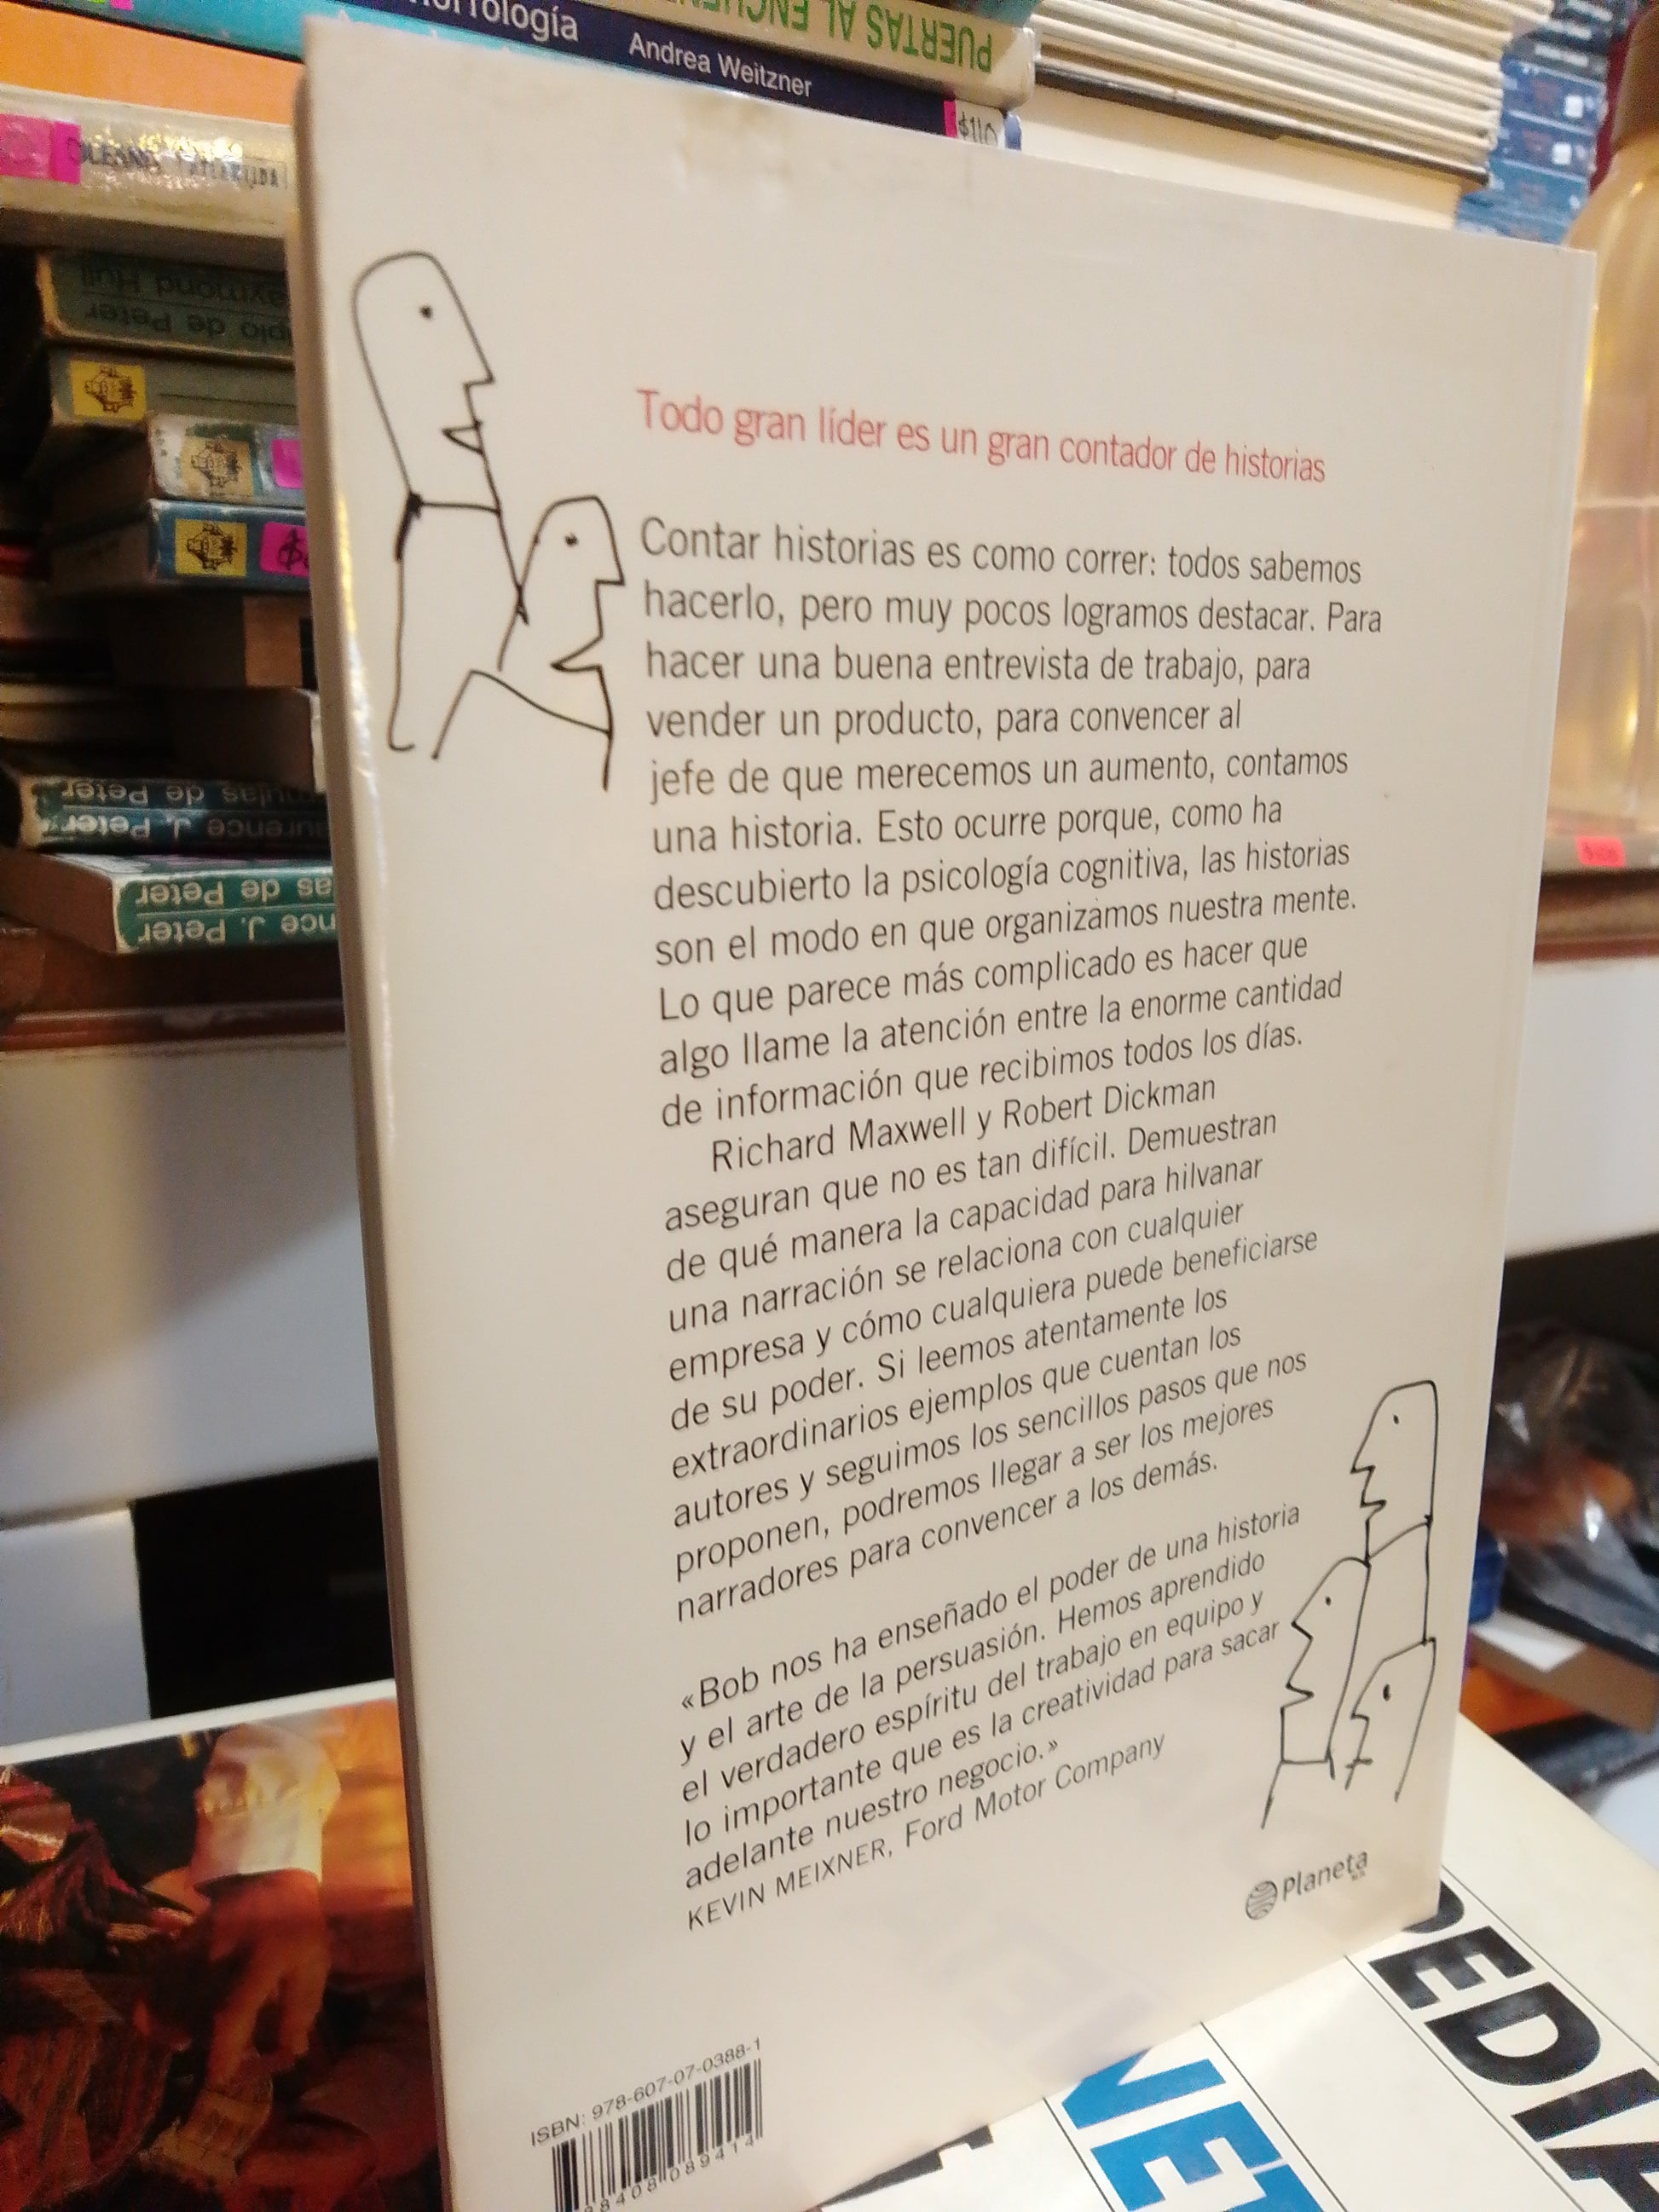 Andrea Weitzner
PUERTAS AL
$110
Todo gran líder es un gran contador de historias
Contar historias es como correr: todos sabemos
hacerlo, pero muy pocos logramos destacar. Para
hacer una buena entrevista de trabajo, para
vender un producto, para convencer al
jefe de que merecemos un aumento, contamos
una historia. Esto ocurre porque, como ha
descubierto la psicología cognitiva, las historias
son el modo en que organizamos nuestra mente.
Lo que parece más complicado es hacer que
algo llame la atención entre la enorme cantidad
de información que recibimos todos los días.
Richard Maxwell y Robert Dickman
aseguran que no es tan difícil. Demuestran
de qué manera la capacidad para hilvanar
una narración se relaciona con cualquier
empresa y cómo cualquiera puede beneficiarse
de su poder. Si leemos atentamente los
extraordinarios ejemplos que cuentan los
autores y seguimos los sencillos pasos que nos
proponen, podremos llegar a ser los mejores
narradores para convencer a los demás.
«Bob nos ha enseñado el poder de una historia
y el arte de la persuasión. Hemos aprendido
el verdadero espíritu del trabajo en equipo y
lo importante que es la creatividad para sacar
adelante nuestro negocio.»
KEVIN MEIXNER, Ford Motor Company
Planeta
ISBN: 978-607-07-0388-1
de Peter
J. Peter
as de Peter
nce J. Peter